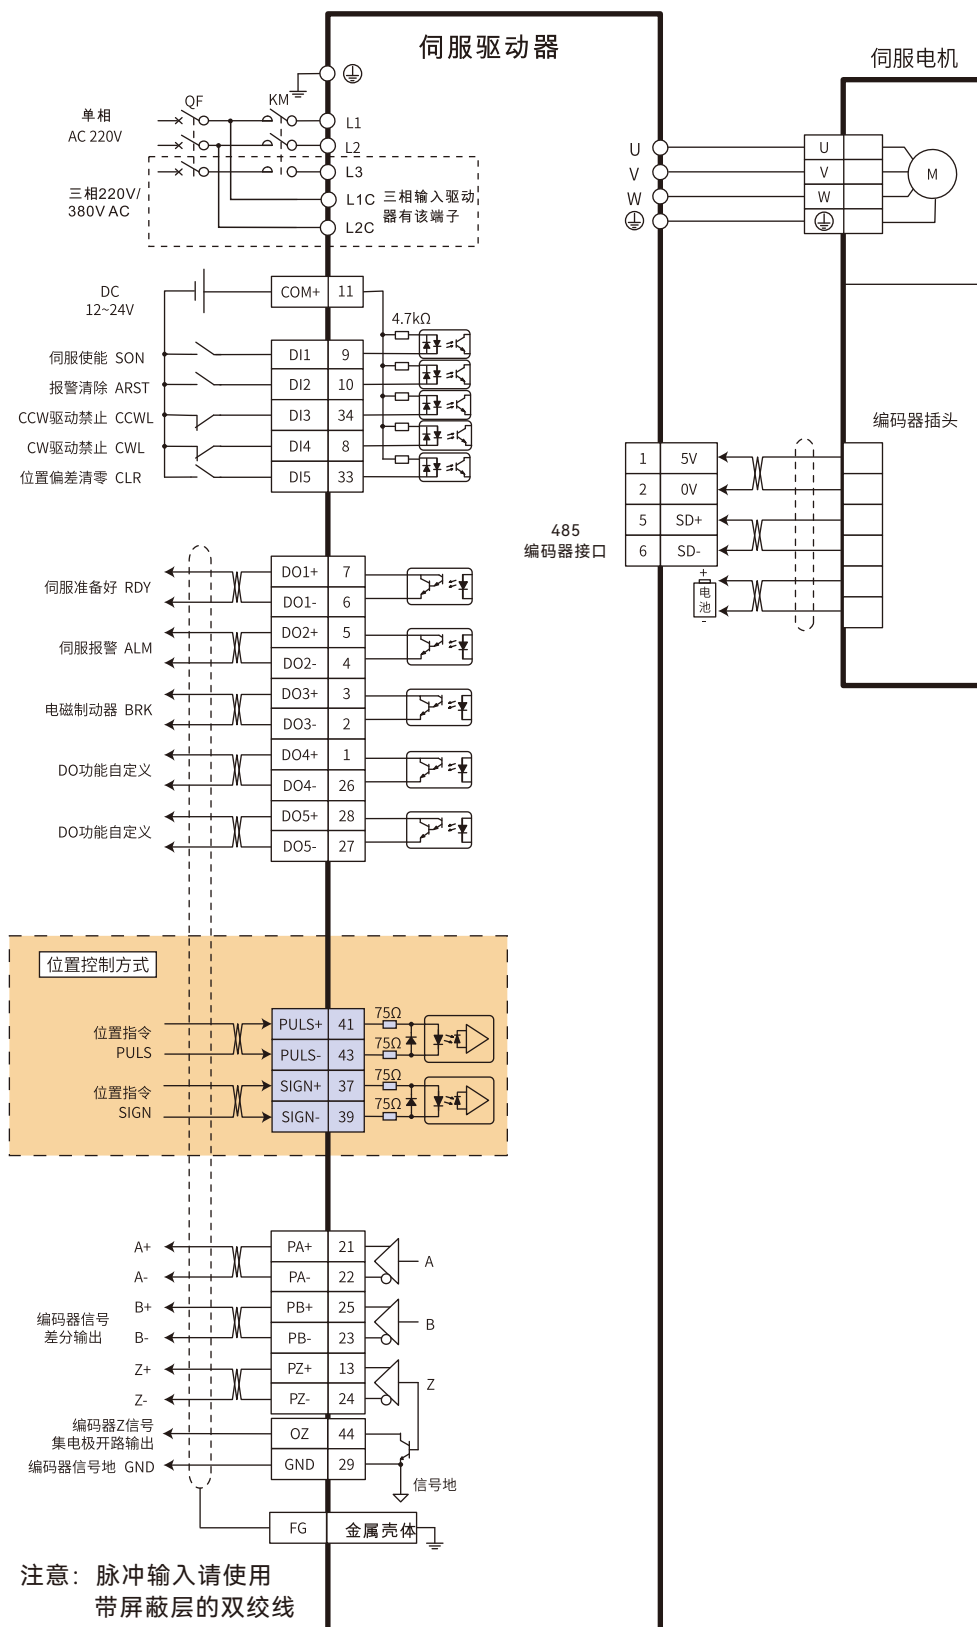 伺服驱动器
伺服电机
QF
KM
单相
AC 220V
L1
L2
L3
三相220V/
380V AC
L1C
L2C
三相输入驱动
器有该端子
U
V
W
U
V
W
M
DC
12~24V
COM+ 11
4.7kΩ
伺服使能 SON DI1 9
报警清除 ARST DI2 10
CCW驱动禁止 CCWL DI3 34
CW驱动禁止 CWL DI4 8
位置偏差清零 CLR DI5 33
编码器插头
485
编码器接口
1 5V
2 0V
5 SD+
6 SD-
+
电
池
-
伺服准备好 RDY
DO1+ 7
DO1- 6
伺服报警 ALM
DO2+ 5
DO2- 4
电磁制动器 BRK
DO3+ 3
DO3- 2
DO功能自定义
DO4+ 1
DO4- 26
DO功能自定义
DO5+ 28
DO5- 27
位置控制方式
位置指令
PULS
PULS+ 41 75Ω
PULS- 43 75Ω
位置指令
SIGN
SIGN+ 37 75Ω
SIGN- 39 75Ω
编码器信号
差分输出
A+ PA+ 21
A- PA- 22
A
B+ PB+ 25
B- PB- 23
B
Z+ PZ+ 13
Z- PZ- 24
Z
编码器Z信号
集电极开路输出
OZ 44
编码器信号地 GND GND 29
信号地
FG 金属壳体
注意：脉冲输入请使用
带屏蔽层的双绞线